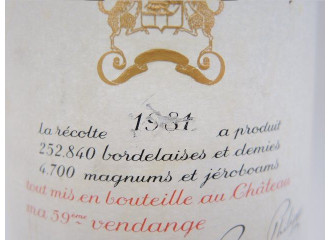 la récolte 1981 a produit
252.840 bordelaises et demies
4.700 magnums et jéroboams
tout mis en bouteille au Château
ma 59ème vendange